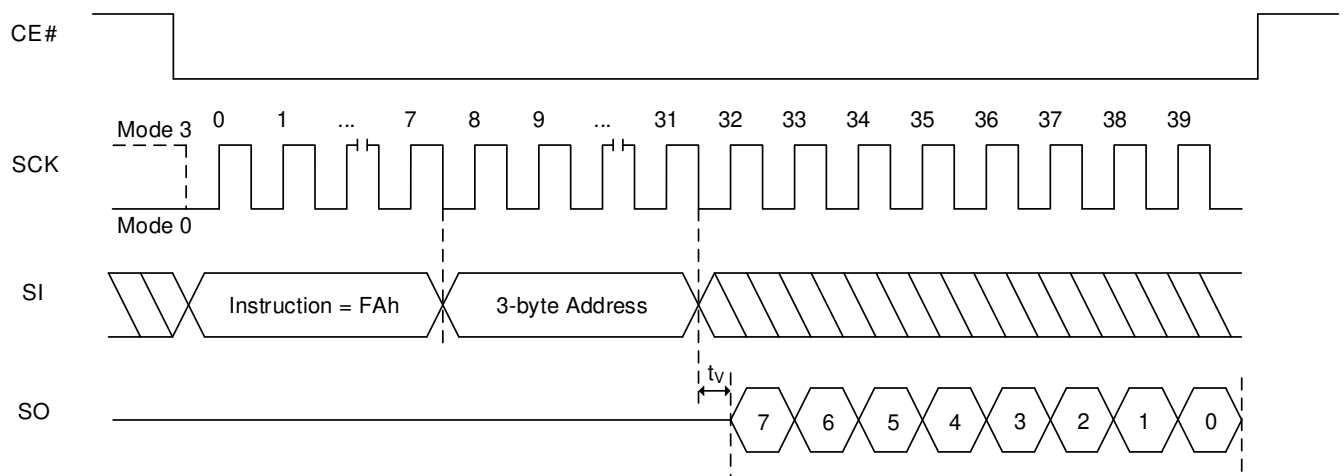 CE#
0 1 ... 7 8 9 ... 31 32 33 34 35 36 37 38 39
Mode 3
SCK
Mode 0
SI
Instruction = FAh
3-byte Address
tV
SO
7 6 5 4 3 2 1 0